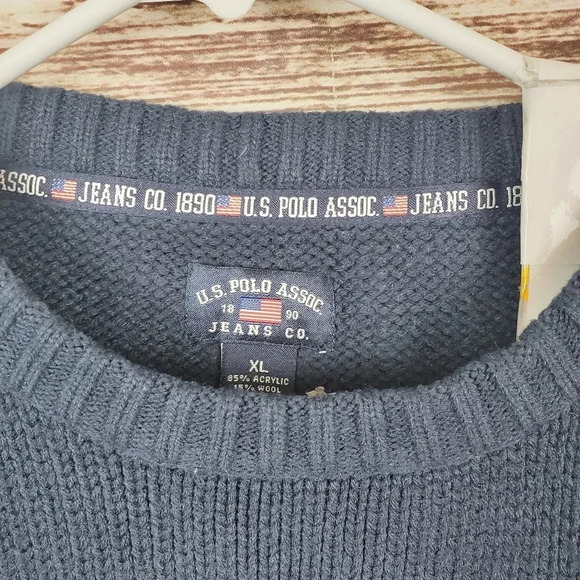 ASSOC. JEANS CO. 1890 U.S. POLO ASSOC. JEANS CO. 18
U.S. POLO ASSOC.
18 90
JEANS CO.
XL
85% ACRYLIC
15% WOOL